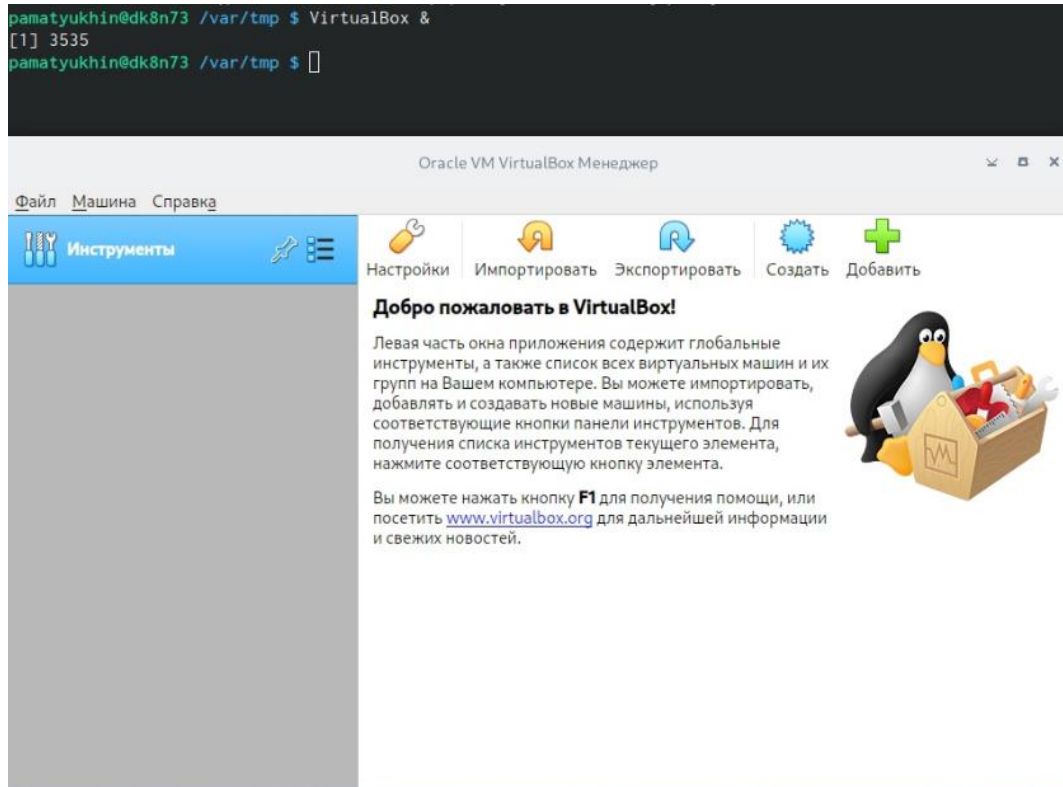 pamatyukhin@dk8n73 /var/tmp $ VirtualBox &
[1] 3535
pamatyukhin@dk8n73 /var/tmp $
Oracle VM VirtualBox Менеджер
Файл Машина Справка
Инструменты
Настройки Импортировать Экспортировать Создать Добавить
Добро пожаловать в VirtualBox!
Левая часть окна приложения содержит глобальные
инструменты, а также список всех виртуальных машин и их
групп на Вашем компьютере. Вы можете импортировать,
добавлять и создавать новые машины, используя
соответствующие кнопки панели инструментов. Для
получения списка инструментов текущего элемента,
нажмите соответствующую кнопку элемента.
Вы можете нажать кнопку F1 для получения помощи, или
посетить www.virtualbox.org для дальнейшей информации
и свежих новостей.